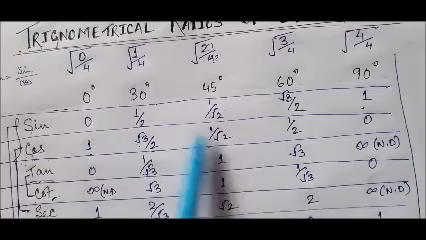 TRIGNOMETRICAL RATIOS
√0/4 √1/4 √2/4 √3/4 √4/4
0° 30° 45° 60° 90°
Sin 0 1/2 1/√2 √3/2 1
Cos 1 √3/2 1/√2 1/2 0
Tan 0 1/√3 1 √3 ∞(N.D)
Cot ∞(N.D) √3 1/√3 0
Sec 1 2/√3 √2 2 ∞(N.D)